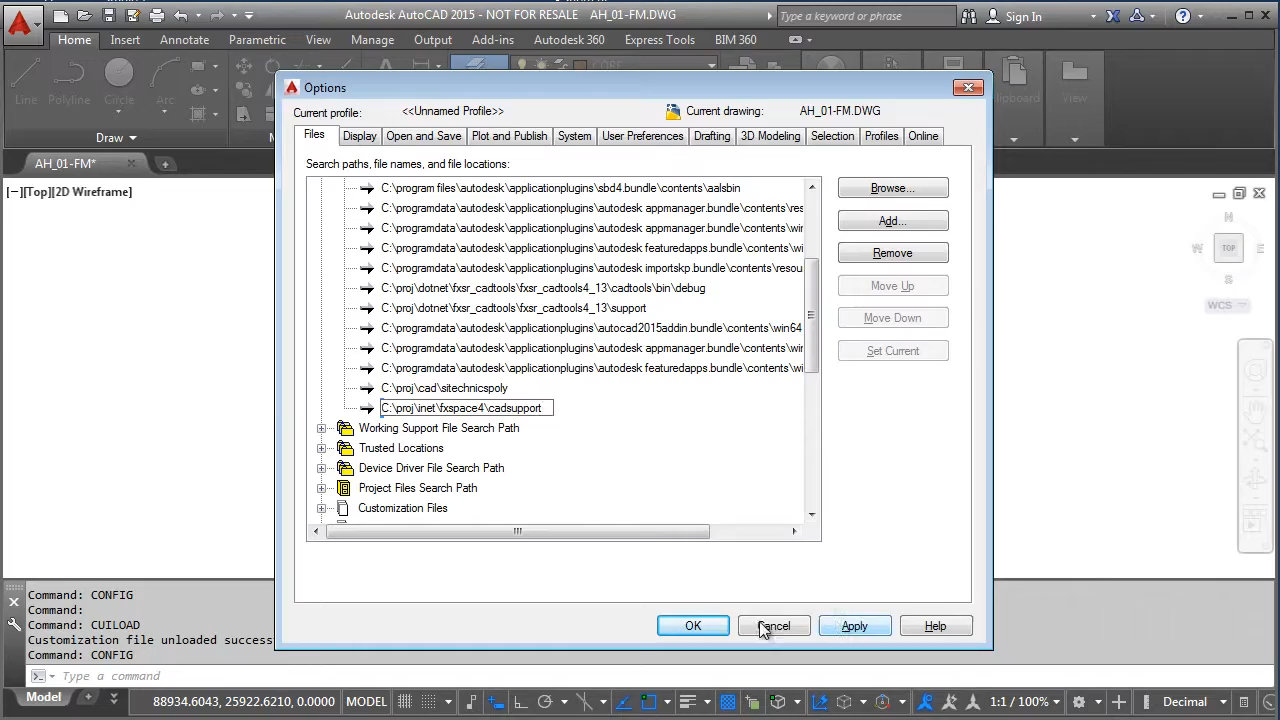 Autodesk AutoCAD 2015 - NOT FOR RESALE AH_01-FM.DWG
Type a keyword or phrase
Sign In
Home Insert Annotate Parametric View Manage Output Add-ins Autodesk 360 Express Tools BIM 360
Line Polyline Circle Arc
Clipboard View
Draw
AH_01-FM*
[−][Top][2D Wireframe]
N
W TOP E
S
WCS
Options
Current profile: <<Unnamed Profile>> Current drawing: AH_01-FM.DWG
Files Display Open and Save Plot and Publish System User Preferences Drafting 3D Modeling Selection Profiles Online
Search paths, file names, and file locations:
C:\program files\autodesk\applicationplugins\sbd4.bundle\contents\aalsbin
C:\programdata\autodesk\applicationplugins\autodesk appmanager.bundle\contents\res
C:\programdata\autodesk\applicationplugins\autodesk appmanager.bundle\contents\win
C:\programdata\autodesk\applicationplugins\autodesk featuredapps.bundle\contents\wi
C:\programdata\autodesk\applicationplugins\autodesk importskp.bundle\contents\resou
C:\proj\dotnet\fxsr_cadtools\fxsr_cadtools4_13\cadtools\bin\debug
C:\proj\dotnet\fxsr_cadtools\fxsr_cadtools4_13\support
C:\programdata\autodesk\applicationplugins\autocad2015addin.bundle\contents\win64
C:\programdata\autodesk\applicationplugins\autodesk appmanager.bundle\contents\win
C:\programdata\autodesk\applicationplugins\autodesk featuredapps.bundle\contents\wi
C:\proj\cad\sitechnicspoly
C:\proj\inet\fxspace4\cadsupport
Working Support File Search Path
Trusted Locations
Device Driver File Search Path
Project Files Search Path
Customization Files
Browse...
Add...
Remove
Move Up
Move Down
Set Current
OK Cancel Apply Help
Command: CONFIG
Command:
Command: CUILOAD
Customization file unloaded success
Command: CONFIG
Type a command
Model 88934.6043, 25922.6210, 0.0000 MODEL 1:1 / 100% Decimal